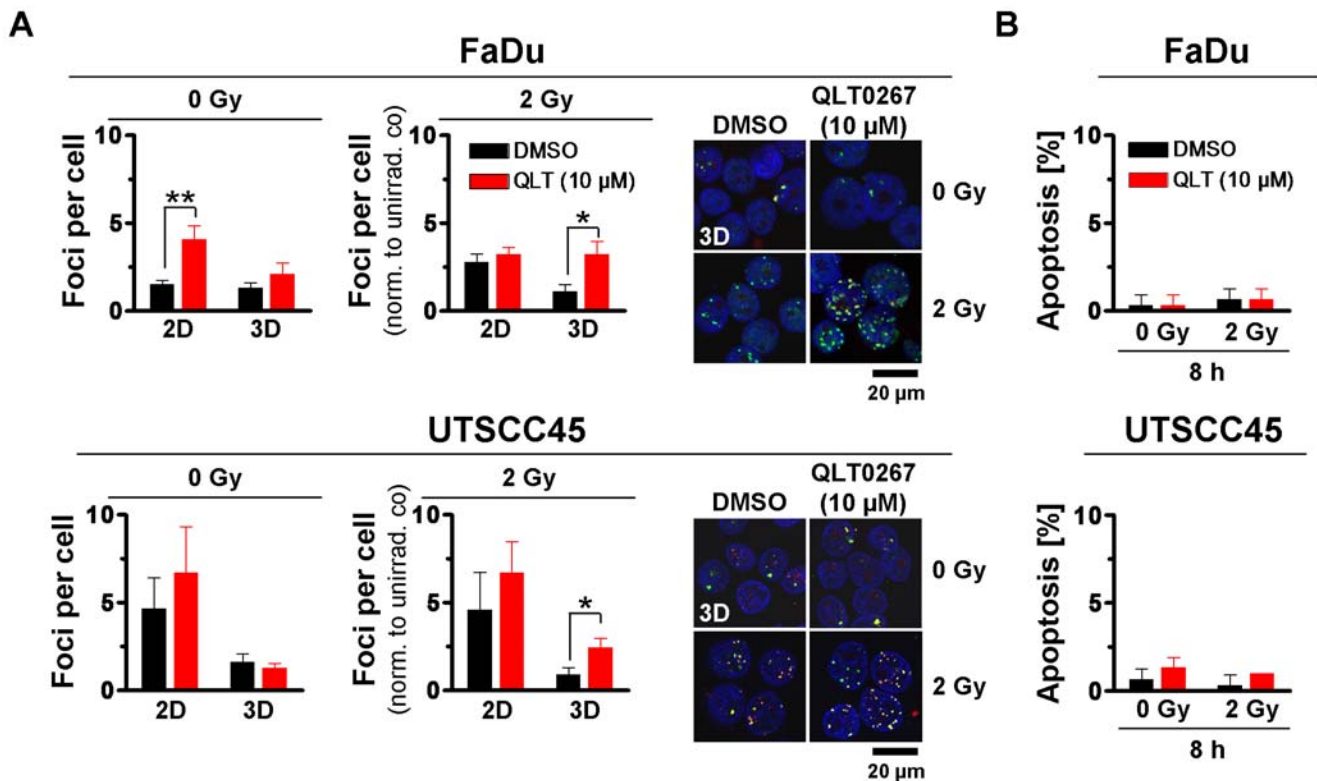 A
FaDu
0 Gy
Foci per cell
10
5
0
**
2D
3D
2 Gy
Foci per cell
(norm. to unirrad. co)
10
5
0
DMSO
QLT (10 µM)
*
2D
3D
DMSO
QLT0267
(10 µM)
3D
0 Gy
2 Gy
20 µm
UTSCC45
0 Gy
Foci per cell
10
5
0
2D
3D
2 Gy
Foci per cell
(norm. to unirrad. co)
10
5
0
*
2D
3D
DMSO
QLT0267
(10 µM)
3D
0 Gy
2 Gy
20 µm
B
FaDu
Apoptosis [%]
10
5
0
DMSO
QLT (10 µM)
0 Gy
2 Gy
8 h
UTSCC45
Apoptosis [%]
10
5
0
0 Gy
2 Gy
8 h